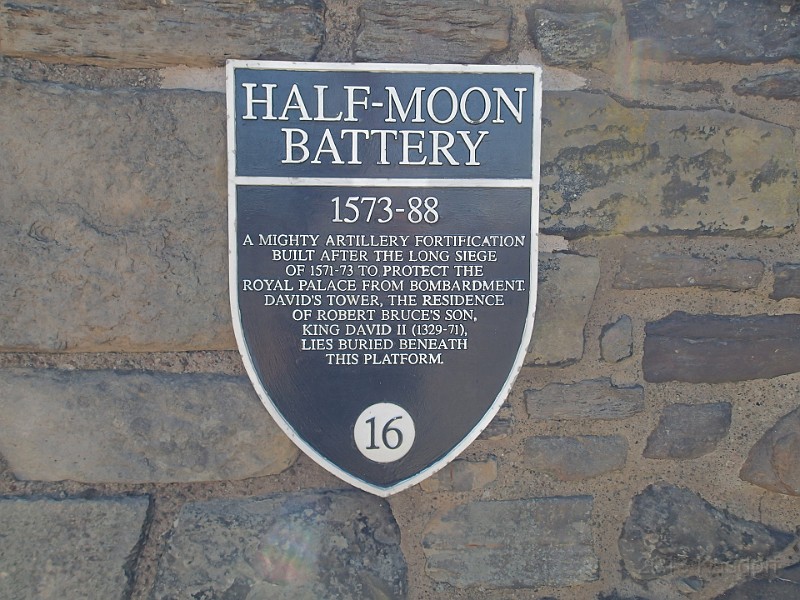 HALF-MOON
BATTERY
1573-88
A MIGHTY ARTILLERY FORTIFICATION
BUILT AFTER THE LONG SIEGE
OF 1571-73 TO PROTECT THE
ROYAL PALACE FROM BOMBARDMENT.
DAVID'S TOWER, THE RESIDENCE
OF ROBERT BRUCE'S SON,
KING DAVID II (1329-71),
LIES BURIED BENEATH
THIS PLATFORM.
16